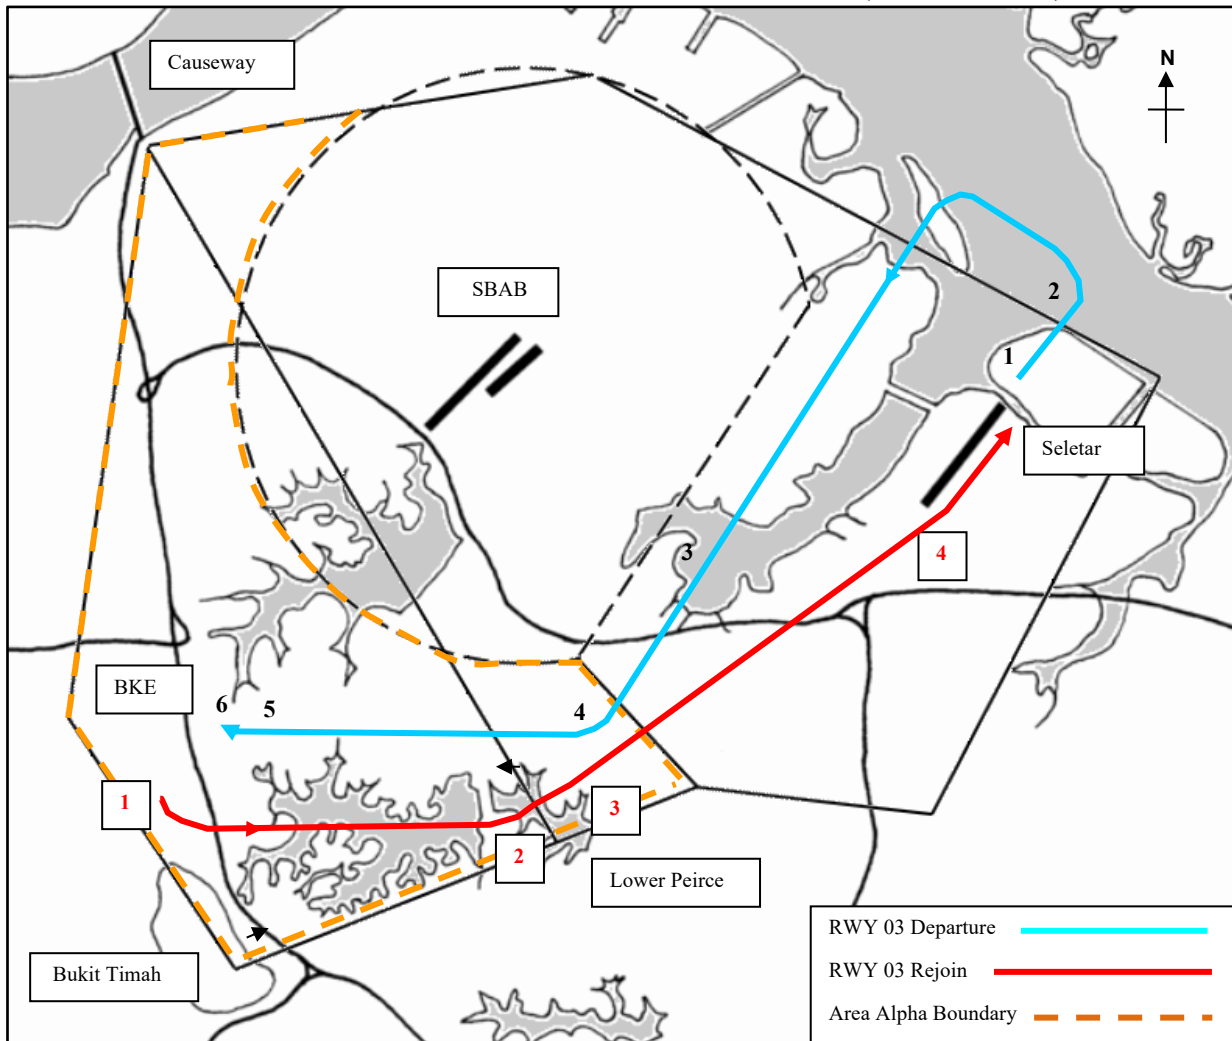 Causeway
N
SBAB
2
1
Seletar
3
4
BKE
6
5
4
1
3
2
Lower Peirce
Bukit Timah
RWY 03 Departure
RWY 03 Rejoin
Area Alpha Boundary